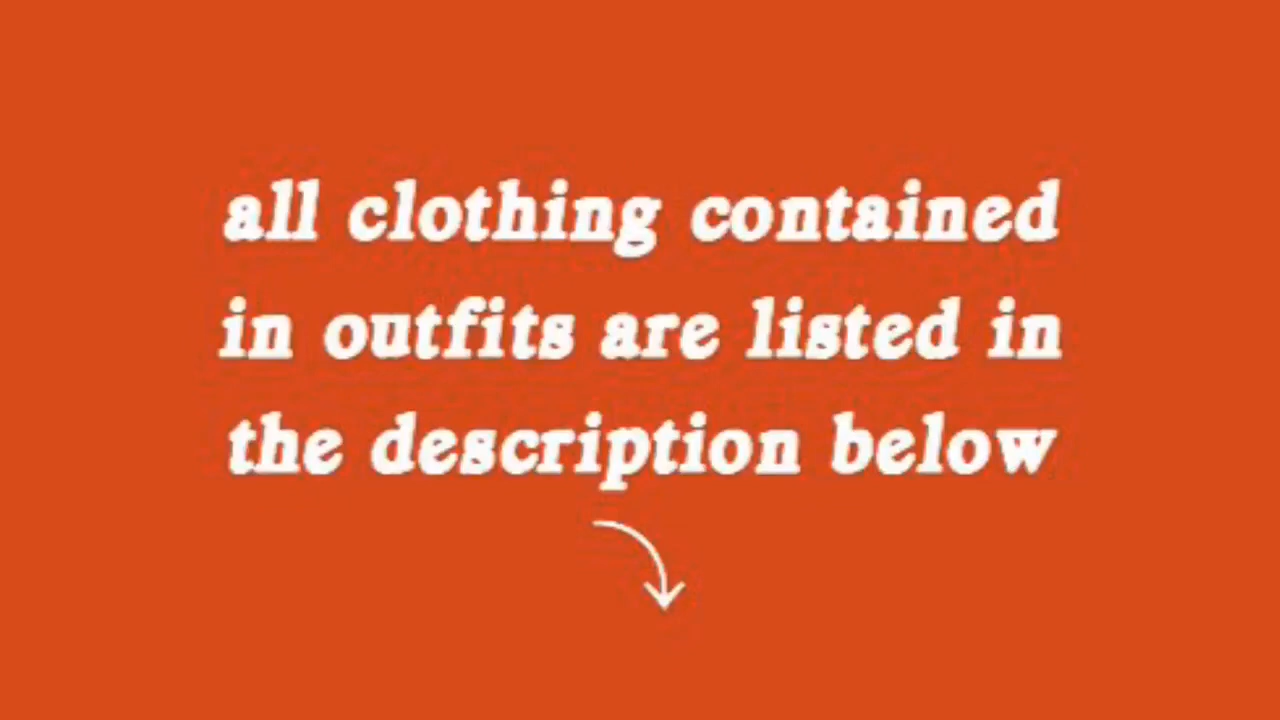 all clothing contained
in outfits are listed in
the description below